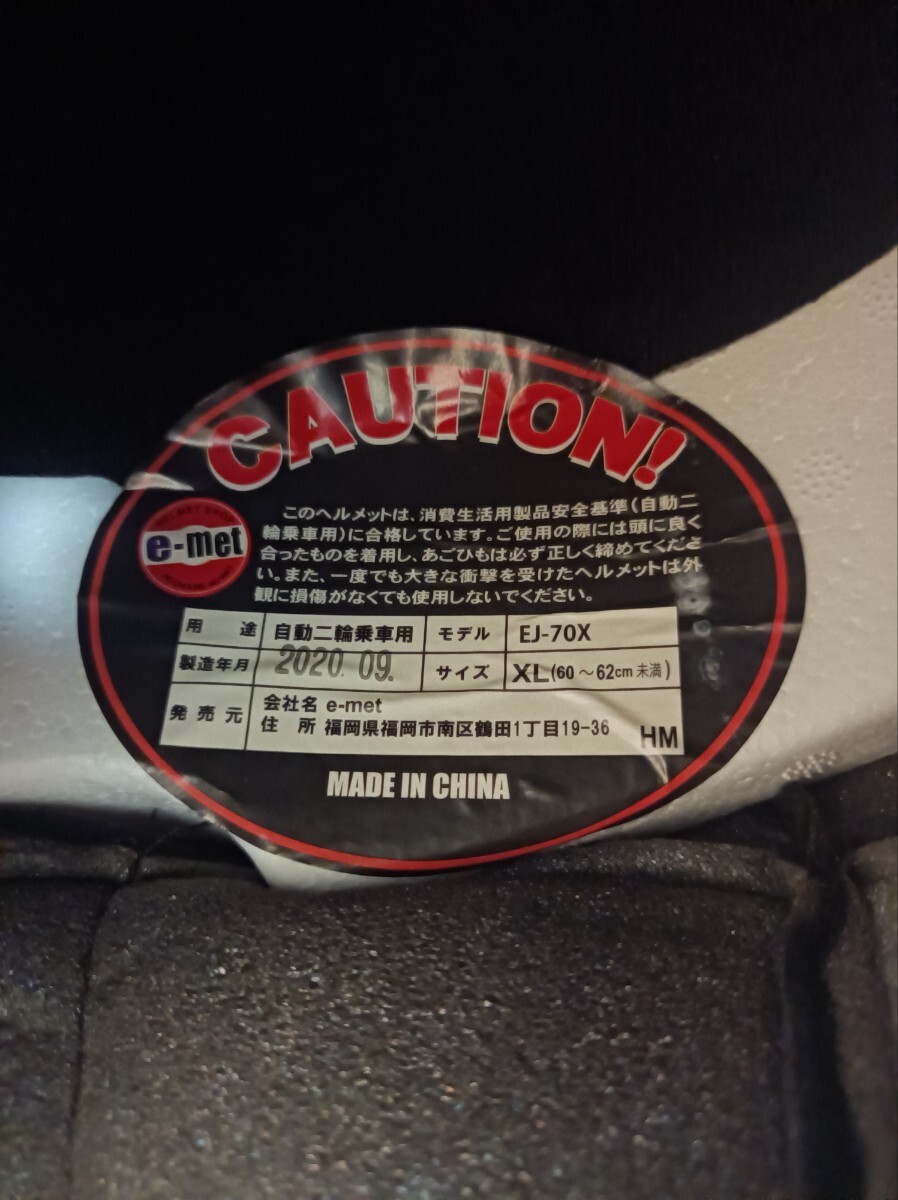 CAUTION!
e-met
このヘルメットは、消費生活用製品安全基準(自動二
輪乗車用)に合格しています。ご使用の際には頭に良く
合ったものを着用し、あごひもは必ず正しく締めてくださ
い。また、一度でも大きな衝撃を受けたヘルメットは外
観に損傷がなくても使用しないでください。
用 途 自動二輪乗車用 モデル EJ-70X
製造年月 2020. 09. サイズ XL(60～62cm未満)
発売元 会社名 e-met
住 所 福岡県福岡市南区鶴田1丁目19-36 HM
MADE IN CHINA